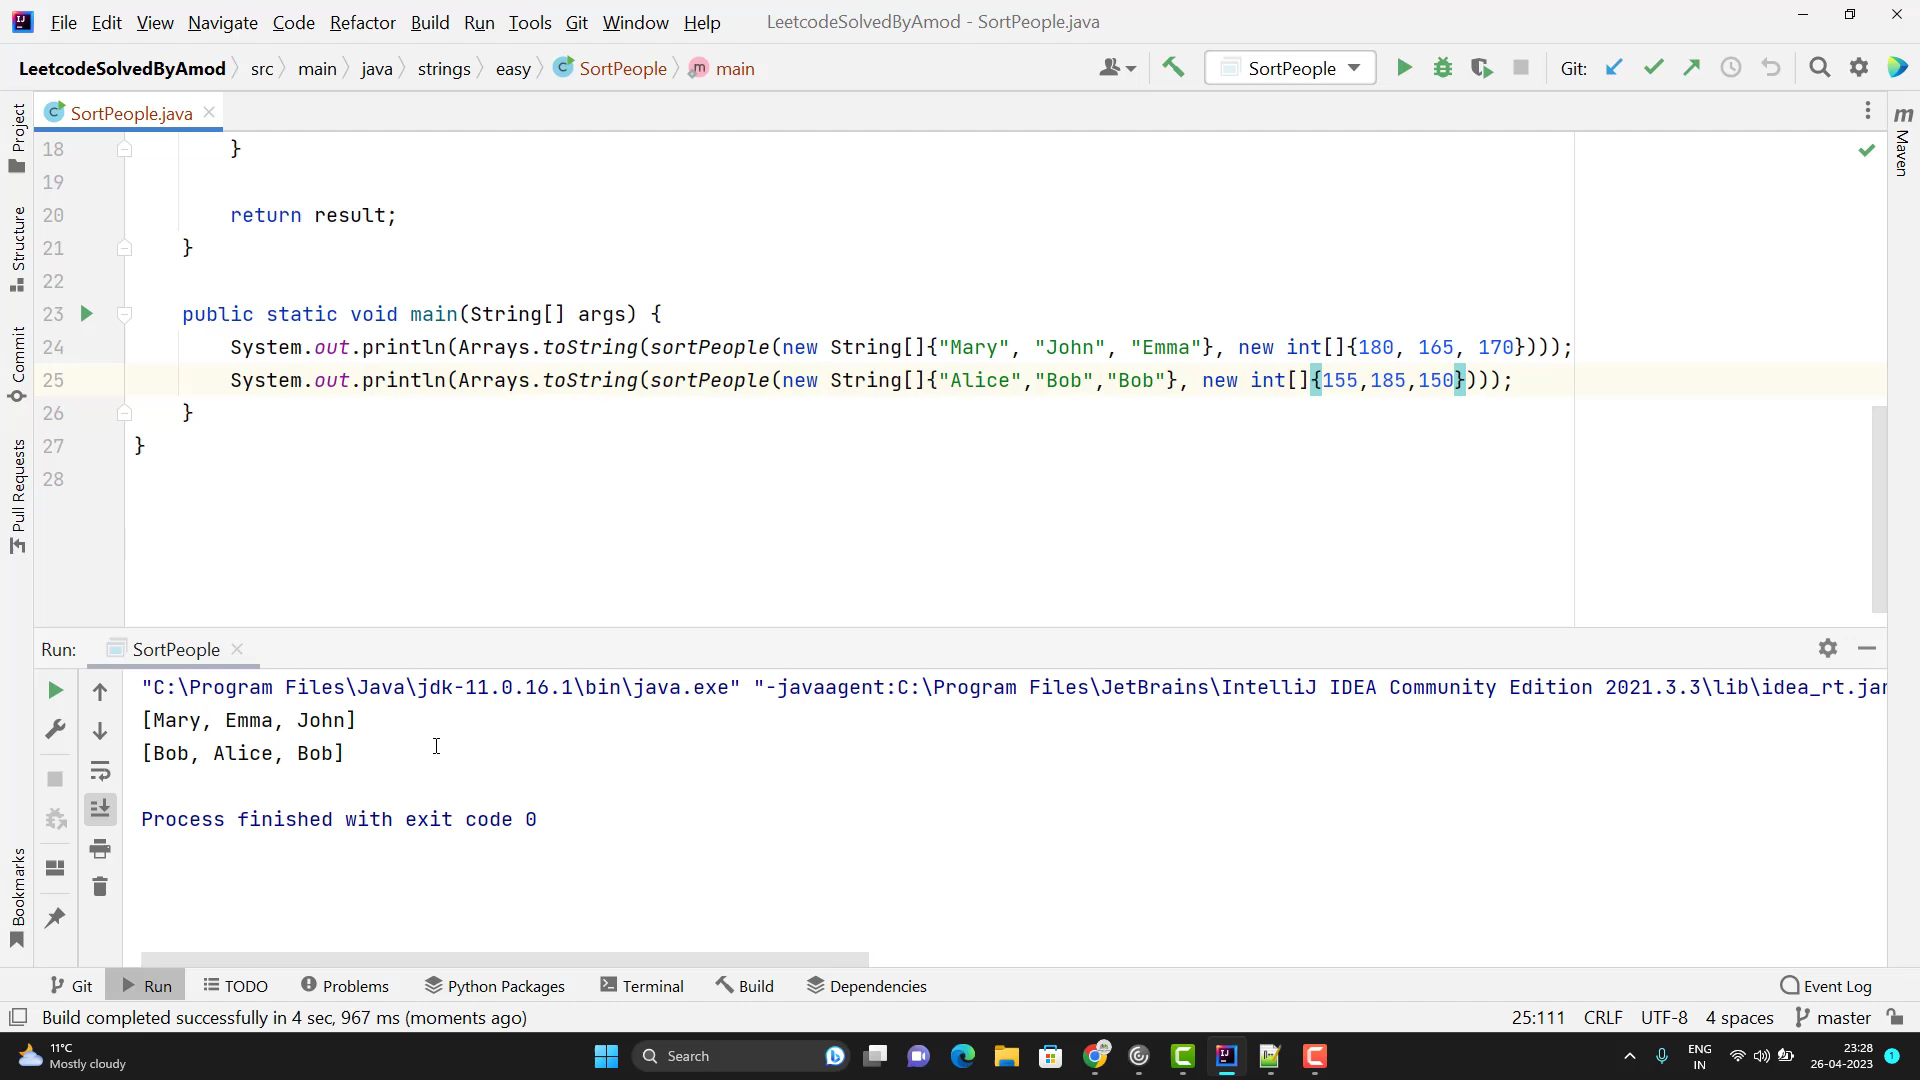 File Edit View Navigate Code Refactor Build Run Tools Git Window Help LeetcodeSolvedByAmod - SortPeople.java
LeetcodeSolvedByAmod src main java strings easy SortPeople main SortPeople Git:
SortPeople.java
Project
Structure
Commit
Pull Requests
Bookmarks
Maven
18 }
19
20 return result;
21 }
22
23 public static void main(String[] args) {
24 System.out.println(Arrays.toString(sortPeople(new String[]{"Mary", "John", "Emma"}, new int[]{180, 165, 170})));
25 System.out.println(Arrays.toString(sortPeople(new String[]{"Alice","Bob","Bob"}, new int[]{155,185,150})));
26 }
27 }
28
Run: SortPeople
"C:\Program Files\Java\jdk-11.0.16.1\bin\java.exe" "-javaagent:C:\Program Files\JetBrains\IntelliJ IDEA Community Edition 2021.3.3\lib\idea_rt.jar
[Mary, Emma, John]
[Bob, Alice, Bob]
Process finished with exit code 0
Git Run TODO Problems Python Packages Terminal Build Dependencies Event Log
Build completed successfully in 4 sec, 967 ms (moments ago) 25:111 CRLF UTF-8 4 spaces master
11°C
Mostly cloudy
Search
ENG
IN
23:28
26-04-2023
1